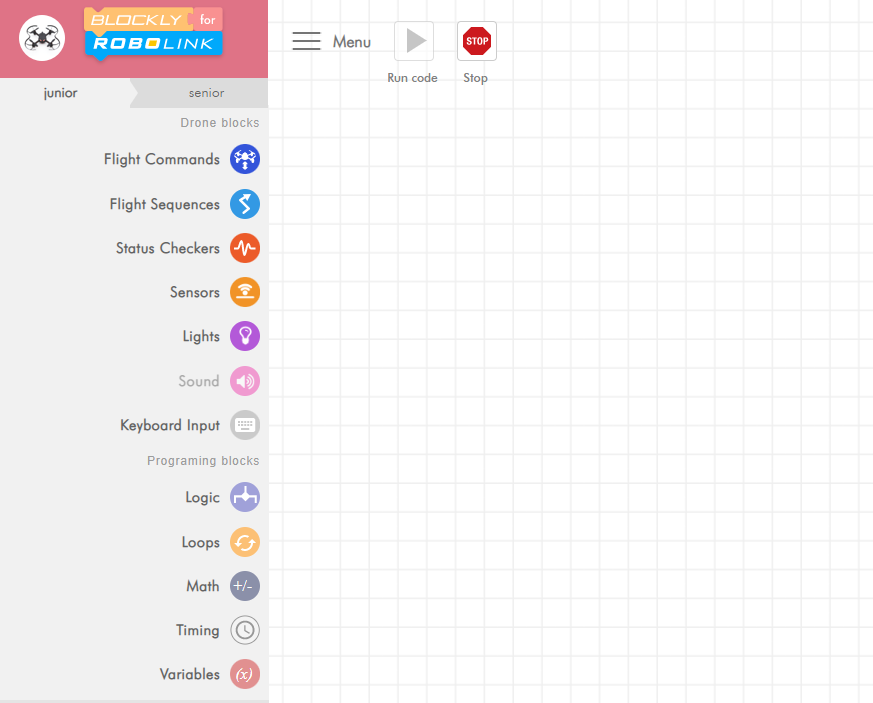 BLOCKLY for
ROBOLINK
Menu
STOP
Run code
Stop
junior
senior
Drone blocks
Flight Commands
Flight Sequences
Status Checkers
Sensors
Lights
Sound
Keyboard Input
Programing blocks
Logic
Loops
Math
+/-
Timing
Variables
(x)